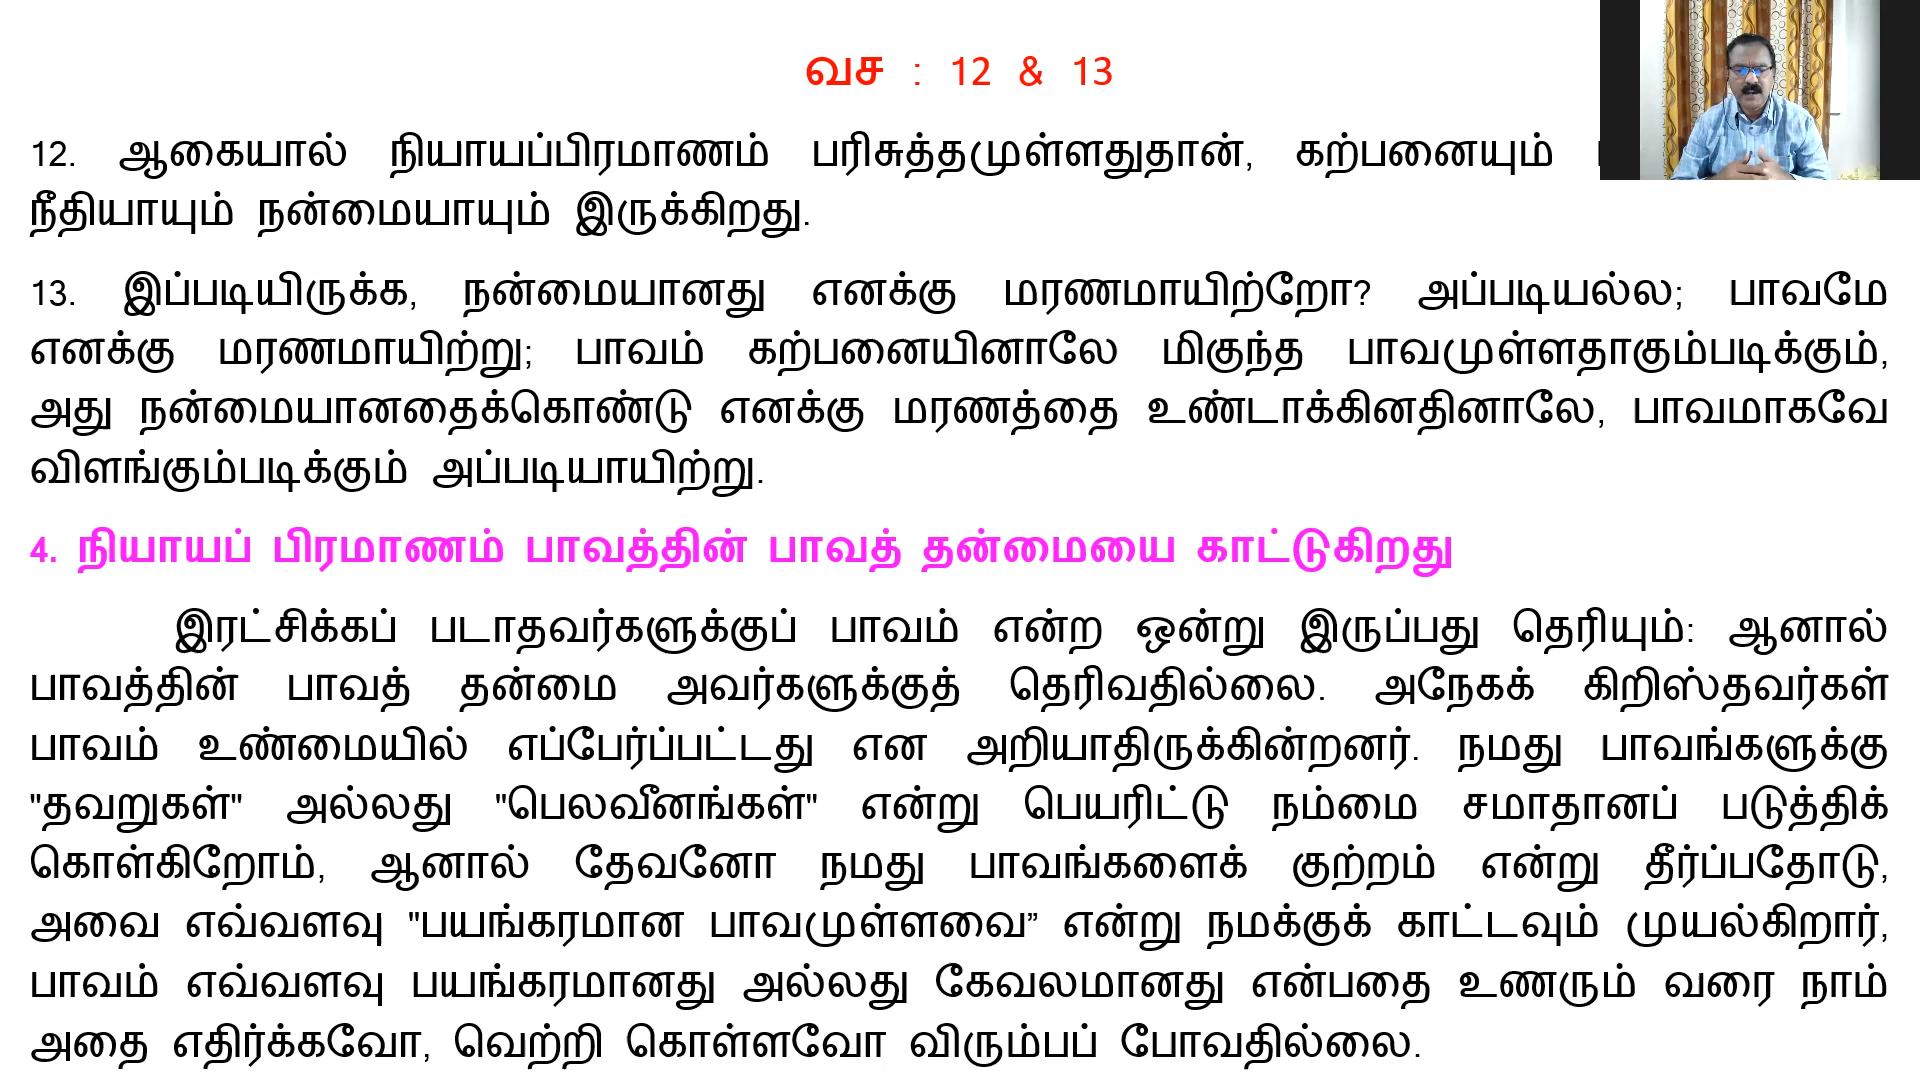 வச : 12 & 13
12. ஆகையால் நியாயப்பிரமாணம் பரிசுத்தமுள்ளதுதான், கற்பனையும்
நீதியாயும் நன்மையாயும் இருக்கிறது.
13. இப்படியிருக்க, நன்மையானது எனக்கு மரணமாயிற்றோ? அப்படியல்ல; பாவமே
எனக்கு மரணமாயிற்று; பாவம் கற்பனையினாலே மிகுந்த பாவமுள்ளதாகும்படிக்கும்,
அது நன்மையானதைக்கொண்டு எனக்கு மரணத்தை உண்டாக்கினதினாலே, பாவமாகவே
விளங்கும்படிக்கும் அப்படியாயிற்று.
4. நியாயப் பிரமாணம் பாவத்தின் பாவத் தன்மையை காட்டுகிறது
இரட்சிக்கப் படாதவர்களுக்குப் பாவம் என்ற ஒன்று இருப்பது தெரியும்: ஆனால்
பாவத்தின் பாவத் தன்மை அவர்களுக்குத் தெரிவதில்லை. அநேகக் கிறிஸ்தவர்கள்
பாவம் உண்மையில் எப்பேர்ப்பட்டது என அறியாதிருக்கின்றனர். நமது பாவங்களுக்கு
"தவறுகள்" அல்லது "பெலவீனங்கள்" என்று பெயரிட்டு நம்மை சமாதானப் படுத்திக்
கொள்கிறோம், ஆனால் தேவனோ நமது பாவங்களைக் குற்றம் என்று தீர்ப்பதோடு,
அவை எவ்வளவு "பயங்கரமான பாவமுள்ளவை” என்று நமக்குக் காட்டவும் முயல்கிறார்,
பாவம் எவ்வளவு பயங்கரமானது அல்லது கேவலமானது என்பதை உணரும் வரை நாம்
அதை எதிர்க்கவோ, வெற்றி கொள்ளவோ விரும்பப் போவதில்லை.